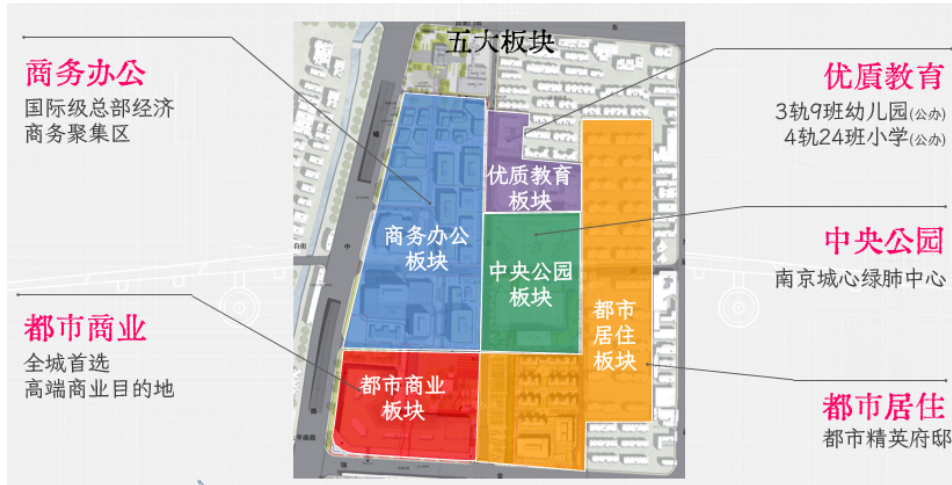 五大板块
商务办公
国际级总部经济
商务聚集区
都市商业
全城首选
高端商业目的地
优质教育
板块
商务办公
板块
中央公园
板块
都市
居住
板块
都市商业
板块
优质教育
3轨9班幼儿园(公办)
4轨24班小学(公办)
中央公园
南京城心绿肺中心
都市居住
都市精英府邸